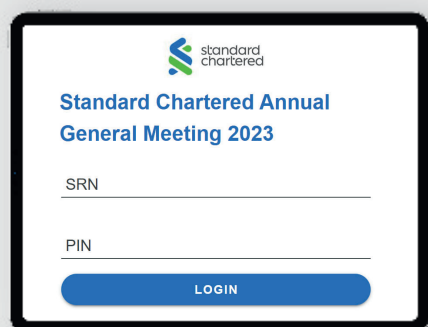 standard
chartered
Standard Chartered Annual
General Meeting 2023
SRN
PIN
LOGIN